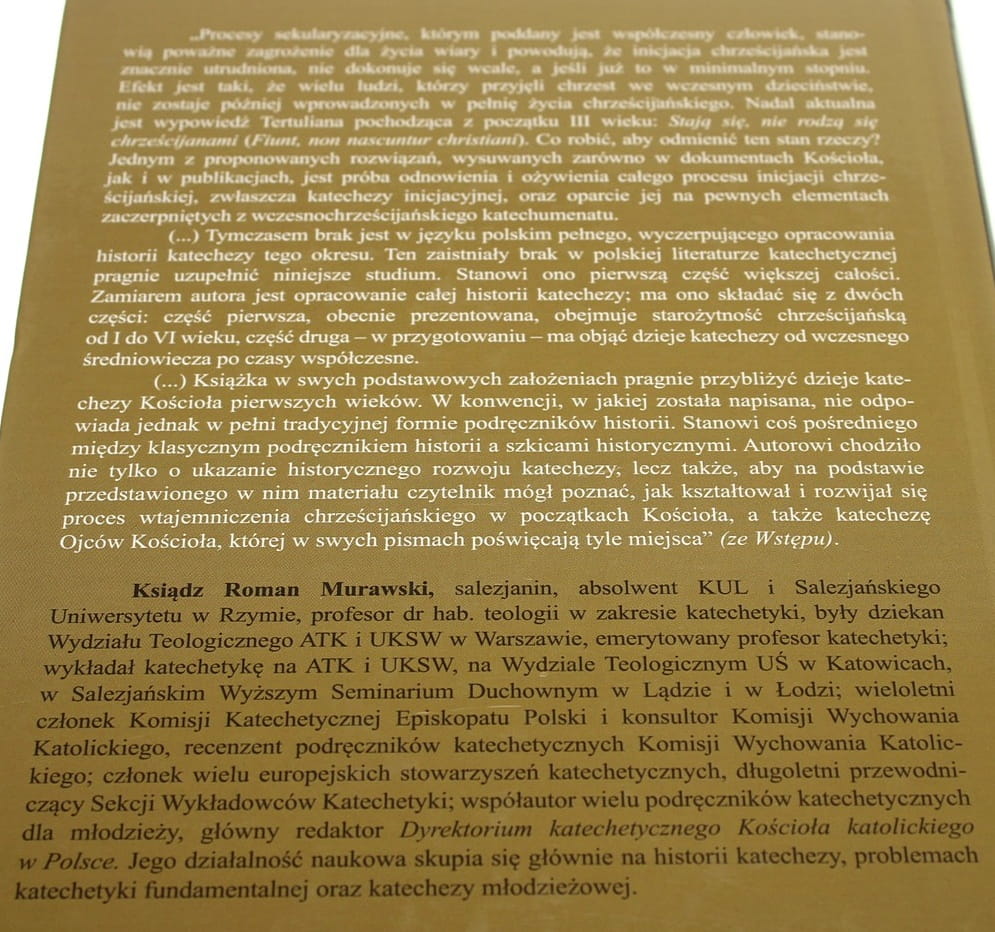 „Procesy sekularyzacyjne, którym poddany jest współczesny człowiek, stano-
wią poważne zagrożenie dla życia wiary i powodują, że inicjacja chrześcijańska jest
znacznie utrudniona, nie dokonuje się wcale, a jeśli już to w minimalnym stopniu.
Efekt jest taki, że wielu ludzi, którzy przyjęli chrzest we wczesnym dzieciństwie,
nie zostaje później wprowadzonych w pełnię życia chrześcijańskiego. Nadal aktualna
jest wypowiedź Tertuliana pochodząca z początku III wieku: Stają się, nie rodzą się
chrześcijanami (Fiunt, non nascuntur christiani). Co robić, aby odmienić ten stan rzeczy?
Jednym z proponowanych rozwiązań, wysuwanych zarówno w dokumentach Kościoła,
jak i w publikacjach, jest próba odnowienia i ożywienia całego procesu inicjacji chrze-
ścijańskiej, zwłaszcza katechezy inicjacyjnej, oraz oparcie jej na pewnych elementach
zaczerpniętych z wczesnochrześcijańskiego katechumenatu.
(...) Tymczasem brak jest w języku polskim pełnego, wyczerpującego opracowania
historii katechezy tego okresu. Ten zaistniały brak w polskiej literaturze katechetycznej
pragnie uzupełnić niniejsze studium. Stanowi ono pierwszą część większej całości.
Zamiarem autora jest opracowanie całej historii katechezy; ma ono składać się z dwóch
części: część pierwsza, obecnie prezentowana, obejmuje starożytność chrześcijańską
od I do VI wieku, część druga – w przygotowaniu – ma objąć dzieje katechezy od wczesnego
średniowiecza po czasy współczesne.
(...) Książka w swych podstawowych założeniach pragnie przybliżyć dzieje kate-
chezy Kościoła pierwszych wieków. W konwencji, w jakiej została napisana, nie odpo-
wiada jednak w pełni tradycyjnej formie podręczników historii. Stanowi coś pośredniego
między klasycznym podręcznikiem historii a szkicami historycznymi. Autorowi chodziło
nie tylko o ukazanie historycznego rozwoju katechezy, lecz także, aby na podstawie
przedstawionego w nim materiału czytelnik mógł poznać, jak kształtował i rozwijał się
proces wtajemniczenia chrześcijańskiego w początkach Kościoła, a także katechezę
Ojców Kościoła, której w swych pismach poświęcają tyle miejsca” (ze Wstępu).
Ksiądz Roman Murawski, salezjanin, absolwent KUL i Salezjańskiego
Uniwersytetu w Rzymie, profesor dr hab. teologii w zakresie katechetyki, były dziekan
Wydziału Teologicznego ATK i UKSW w Warszawie, emerytowany profesor katechetyki;
wykładał katechetykę na ATK i UKSW, na Wydziale Teologicznym UŚ w Katowicach,
w Salezjańskim Wyższym Seminarium Duchownym w Lądzie i w Łodzi; wieloletni
członek Komisji Katechetycznej Episkopatu Polski i konsultor Komisji Wychowania
Katolickiego, recenzent podręczników katechetycznych Komisji Wychowania Katolic-
kiego; członek wielu europejskich stowarzyszeń katechetycznych, długoletni przewodni-
czący Sekcji Wykładowców Katechetyki; współautor wielu podręczników katechetycznych
dla młodzieży, główny redaktor Dyrektorium katechetycznego Kościoła katolickiego
w Polsce. Jego działalność naukowa skupia się głównie na historii katechezy, problemach
katechetyki fundamentalnej oraz katechezy młodzieżowej.